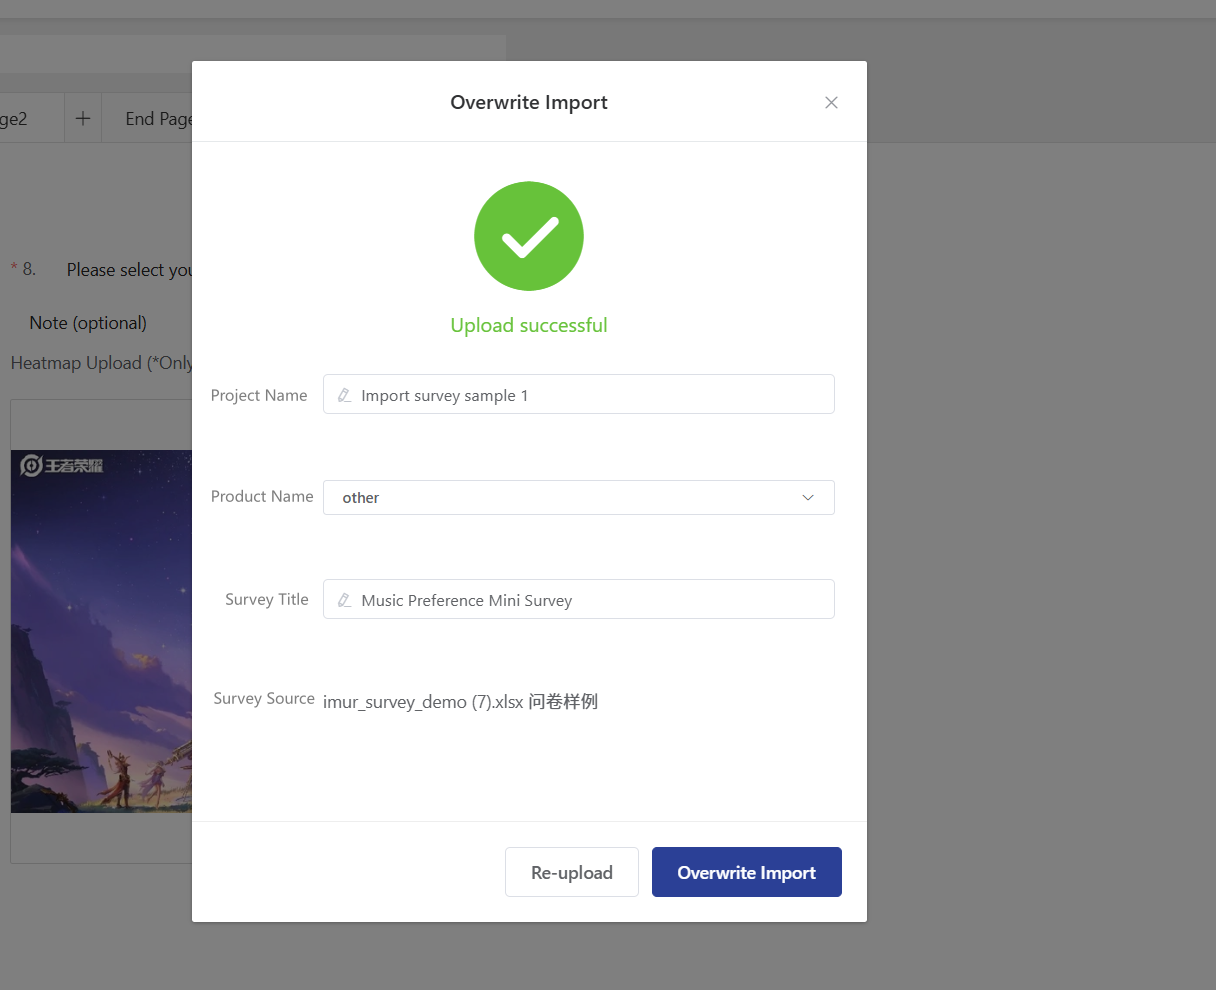 Overwrite Import
ge2
End Page
* 8. Please select you
Note (optional)
Heatmap Upload (*Only
王者荣耀
Upload successful
Project Name Import survey sample 1
Product Name other
Survey Title Music Preference Mini Survey
Survey Source imur_survey_demo (7).xlsx 问卷样例
Re-upload Overwrite Import